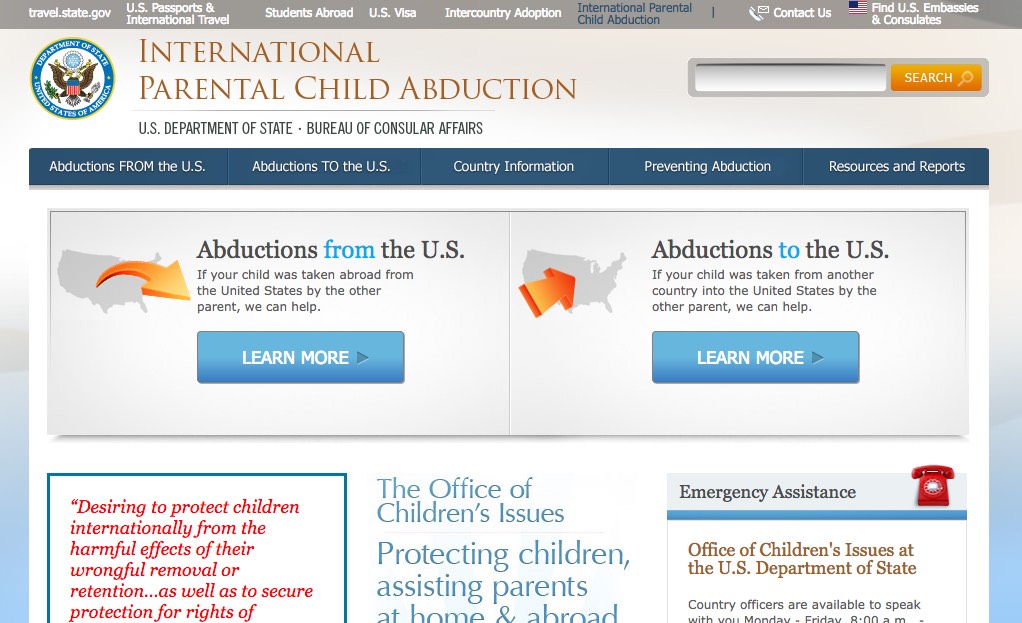 travel.state.gov
U.S. Passports &
International Travel
Students Abroad
U.S. Visa
Intercountry Adoption
International Parental
Child Abduction
|
Contact Us
Find U.S. Embassies
& Consulates
DEPARTMENT OF STATE
UNITED STATES OF AMERICA
INTERNATIONAL
PARENTAL CHILD ABDUCTION
U.S. DEPARTMENT OF STATE · BUREAU OF CONSULAR AFFAIRS
SEARCH
Abductions FROM the U.S.
Abductions TO the U.S.
Country Information
Preventing Abduction
Resources and Reports
Abductions from the U.S.
If your child was taken abroad from
the United States by the other
parent, we can help.
LEARN MORE
Abductions to the U.S.
If your child was taken from another
country into the United States by the
other parent, we can help.
LEARN MORE
“Desiring to protect children
internationally from the
harmful effects of their
wrongful removal or
retention...as well as to secure
protection for rights of
The Office of
Children’s Issues
Protecting children,
assisting parents
at home & abroad
Emergency Assistance
Office of Children's Issues at
the U.S. Department of State
Country officers are available to speak
with you Monday - Friday, 8:00 a.m. -